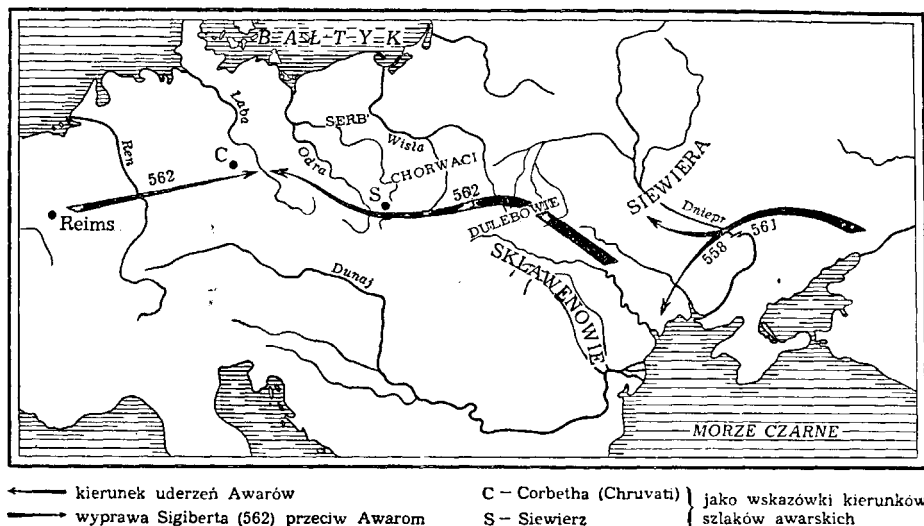 BAŁTYK
Łaba
SERB'
Wisła
Ren
Odra
C
CHORWACI
562
S
562
Reims
DULEBOWIE
SIEWIERA
Dniepr
561
558
Dunaj
SKLAWENOWIE
MORZE CZARNE
kierunek uderzeń Awarów
wyprawa Sigiberta (562) przeciw Awarom
C – Corbetha (Chruvati)
S – Siewierz
} jako wskazówki kierunków
szlaków awarskich